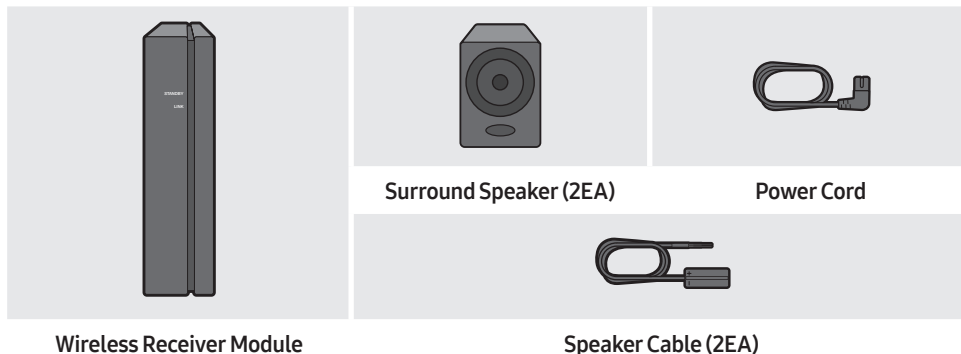 STANDBY
LINK
Surround Speaker (2EA)
Power Cord
+
-
Wireless Receiver Module
Speaker Cable (2EA)